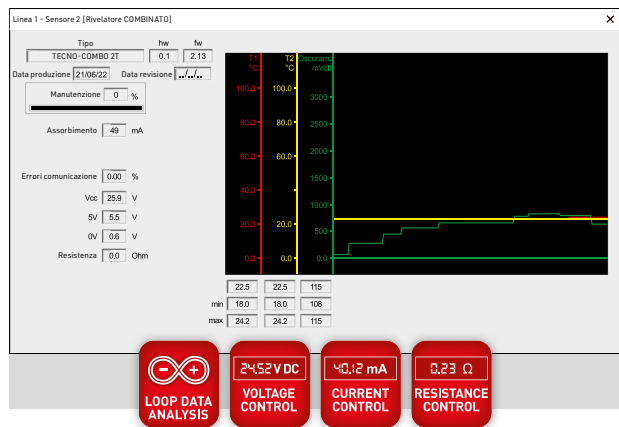 Linea 1 - Sensore 2 [Rivelatore COMBINATO]
Tipo hw fw
TECNO-COMBO 2T 0.1 2.13
Data produzione 21/06/22 Data revisione ../../..
Manutenzione 0 %
Assorbimento 49 mA
Errori comunicazione 0.00 %
Vcc 25.9 V
5V 5.5 V
0V 0.6 V
Resistenza 0.0 Ohm
T1 T2 Oscuram.
°C °C mVolt
100.0 100.0 3000
80.0 80.0 2000
60.0 60.0 2000
40.0 1500
20.0 20.0 1000
500
0.0 0.0 0.0
22.5 22.5 115
min 18.0 18.0 108
max 24.2 24.2 115
LOOP DATA
ANALYSIS
24.52 V DC
VOLTAGE
CONTROL
40.12 mA
CURRENT
CONTROL
0.23 Ω
RESISTANCE
CONTROL